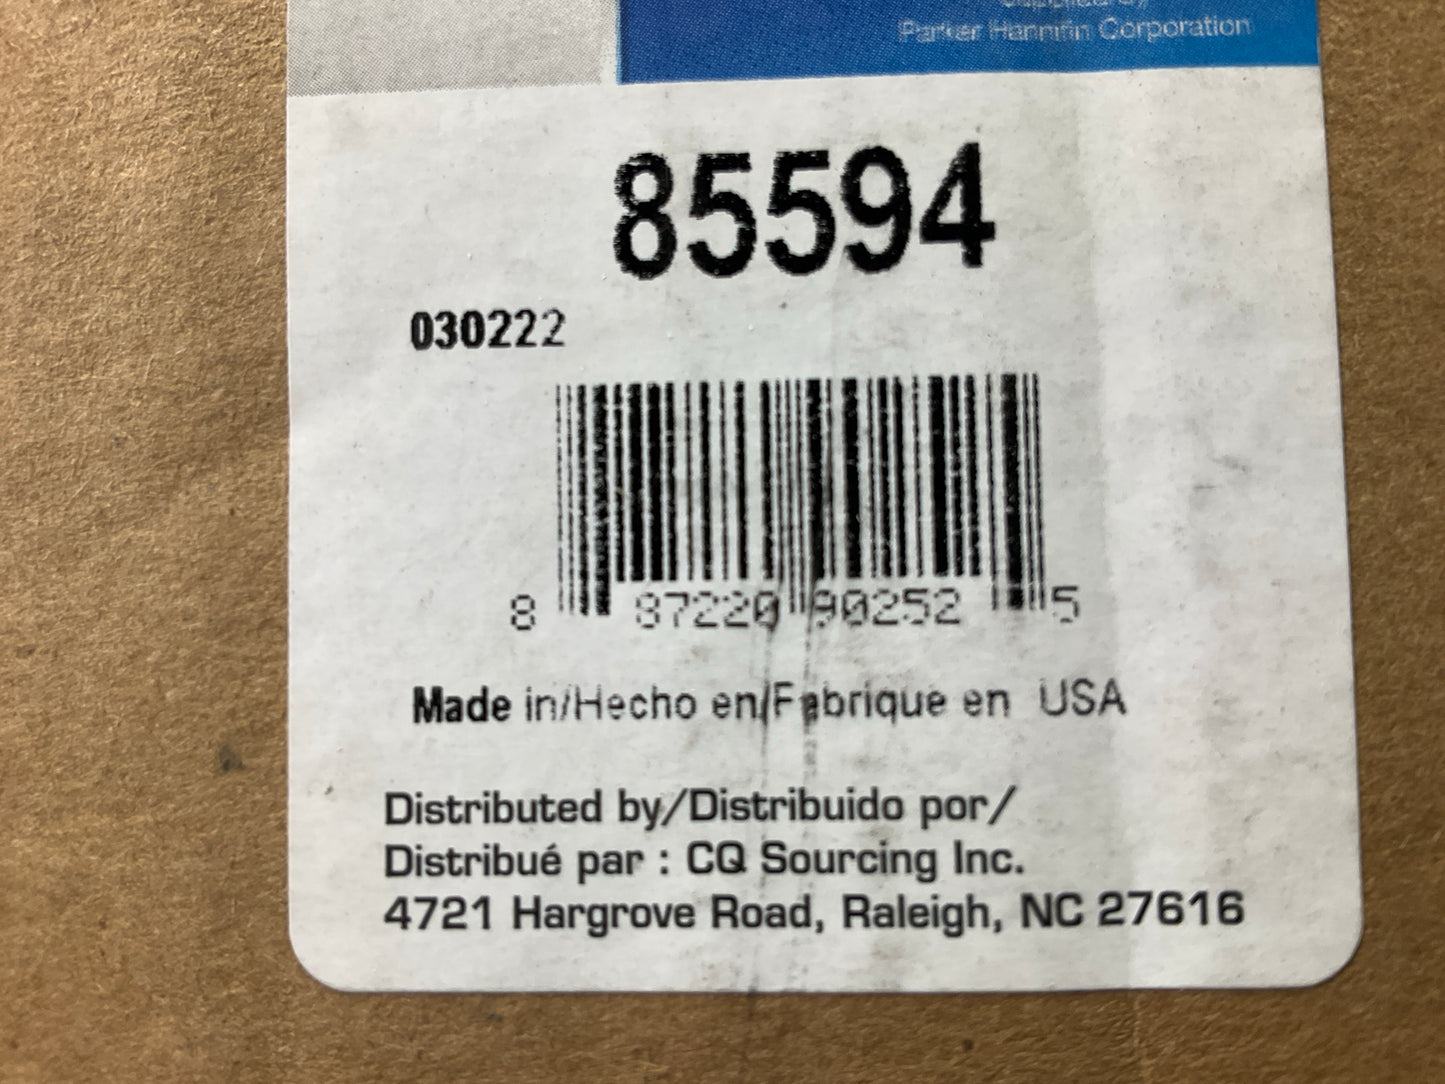 Parker Hannifin Corporation
85594
030222
8 87220 90252 5
Made in/Hecho en/Fabrique en USA
Distributed by/Distribuido por/
Distribué par : CQ Sourcing Inc.
4721 Hargrove Road, Raleigh, NC 27616